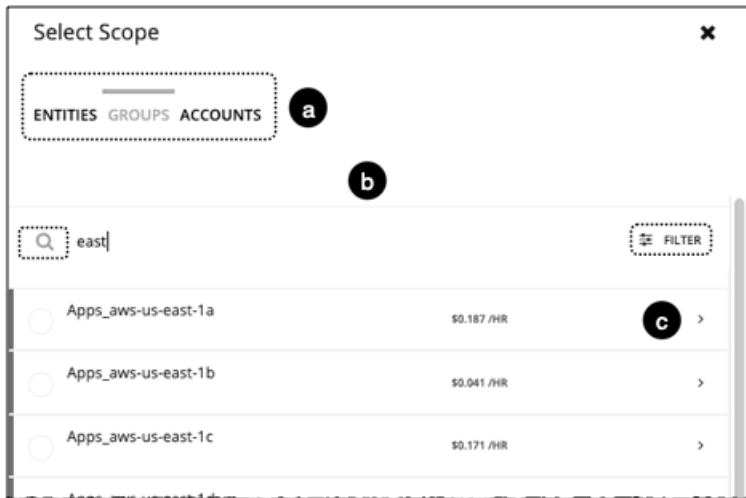 Select Scope
ENTITIES GROUPS ACCOUNTS a
b
east FILTER
Apps_aws-us-east-1a $0.187 /HR c
Apps_aws-us-east-1b $0.041 /HR
Apps_aws-us-east-1c $0.171 /HR